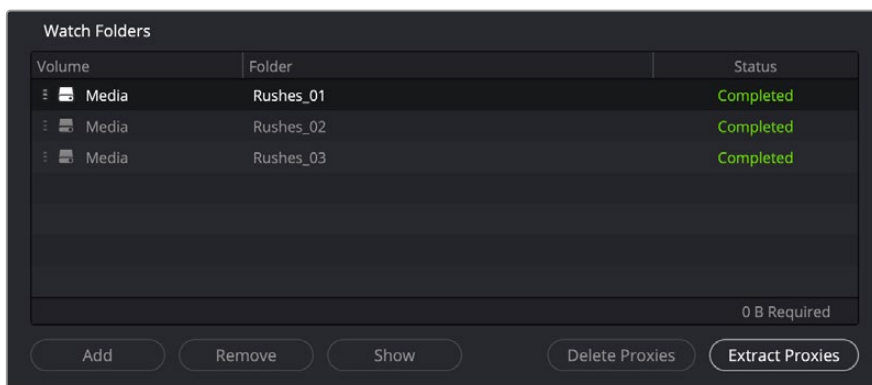 Watch Folders
Volume Folder Status
Media Rushes_01 Completed
Media Rushes_02 Completed
Media Rushes_03 Completed
0 B Required
Add Remove Show Delete Proxies Extract Proxies